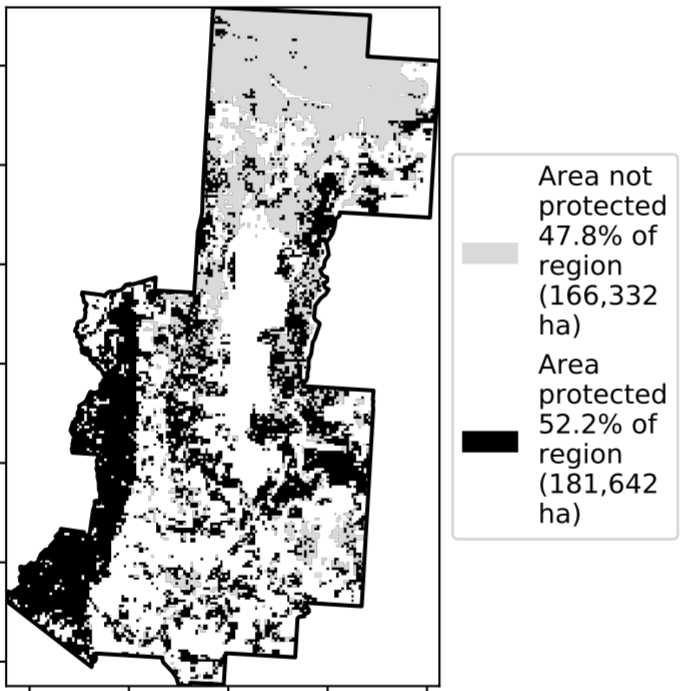 Area not
protected
47.8% of
region
(166,332
ha)
Area
protected
52.2% of
region
(181,642
ha)